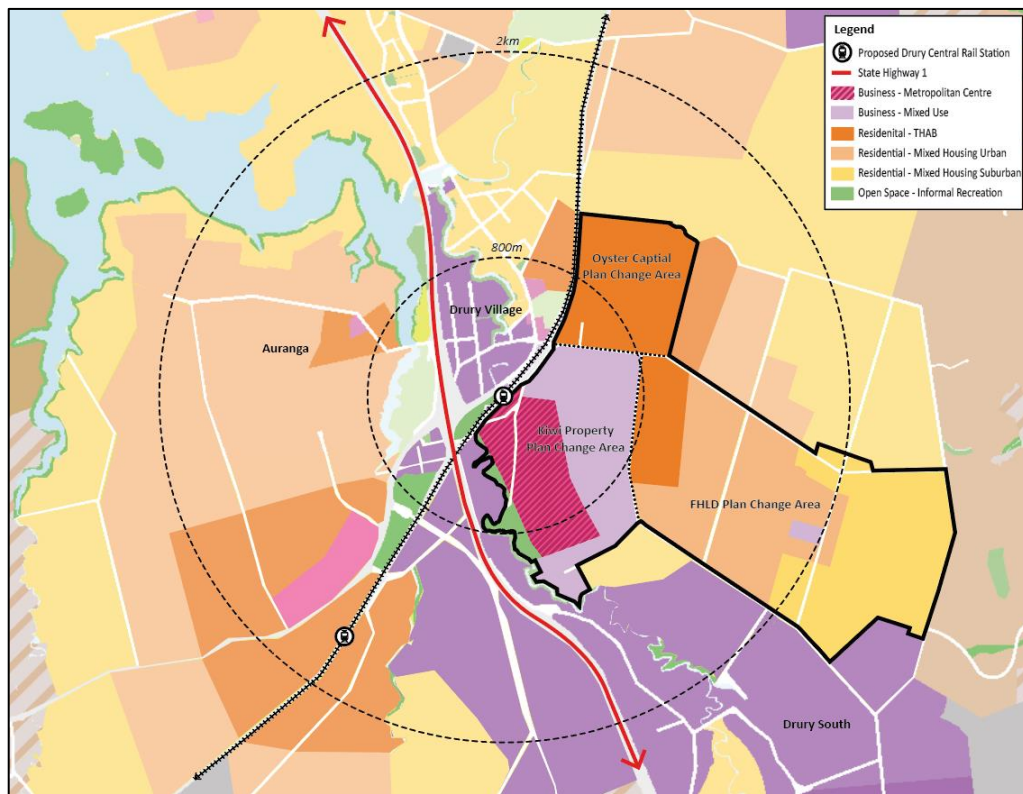 2km
800m
Legend
Proposed Drury Central Rail Station
State Highway 1
Business - Metropolitan Centre
Business - Mixed Use
Residenital - THAB
Residential - Mixed Housing Urban
Residential - Mixed Housing Suburban
Open Space - Informal Recreation
Oyster Captial
Plan Change Area
Drury Village
Auranga
Kiwi Property
Plan Change Area
FHLD Plan Change Area
Drury South